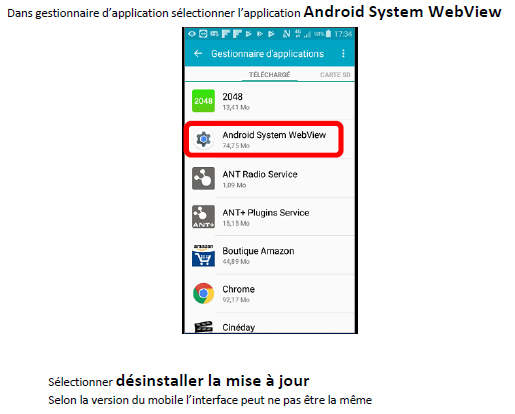 Dans gestionnaire d'application sélectionner l'application Android System WebView
17:34
Gestionnaire d'applications
TÉLÉCHARGÉ CARTE SD
2048
2048
13,41 Mo
Android System WebView
74,75 Mo
ANT Radio Service
1,09 Mo
ANT+
ANT+ Plugins Service
15,15 Mo
amazon
Boutique Amazon
44,89 Mo
Chrome
92,17 Mo
Cinéday
Sélectionner désinstaller la mise à jour
Selon la version du mobile l'interface peut ne pas être la même